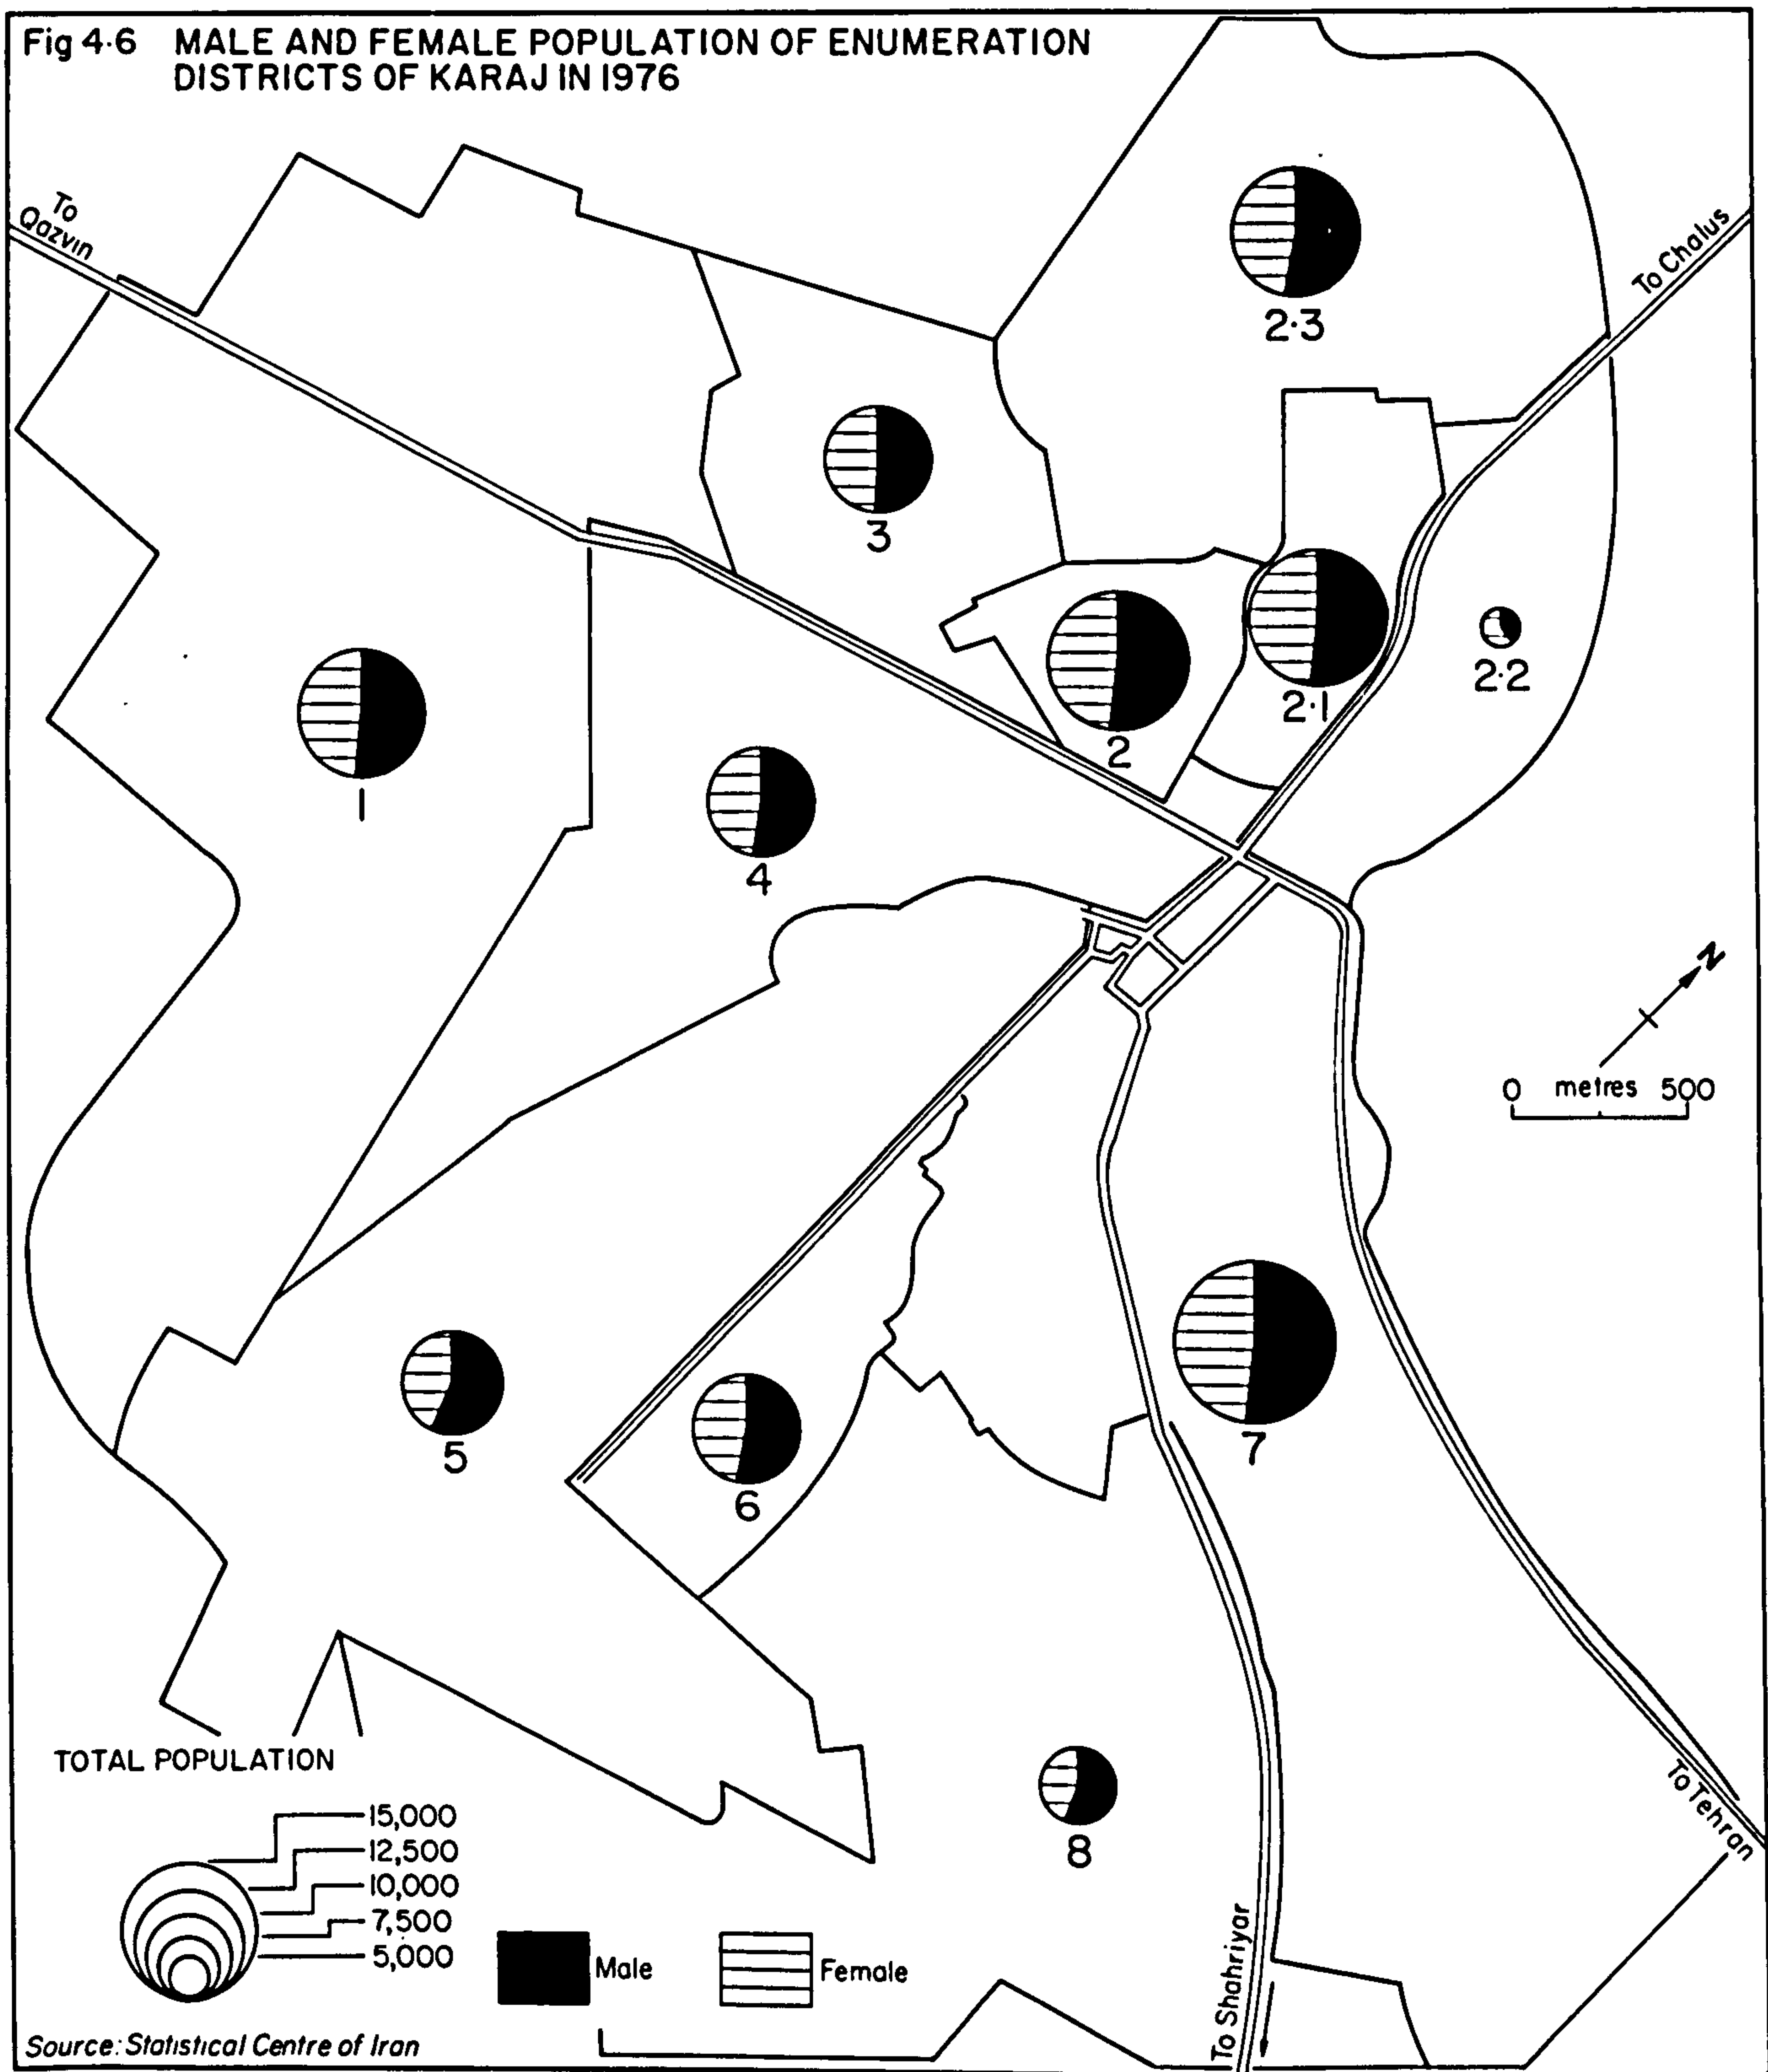 Fig 4·6 MALE AND FEMALE POPULATION OF ENUMERATION
DISTRICTS OF KARAJ IN 1976
To
Qazvin
To Chalus
2·3
3
2·2
2·1
2
1
4
N
0 metres 500
7
5
6
8
TOTAL POPULATION
15,000
12,500
10,000
7,500
5,000
Male
Female
To Tehran
To Shahriyar
Source: Statistical Centre of Iran